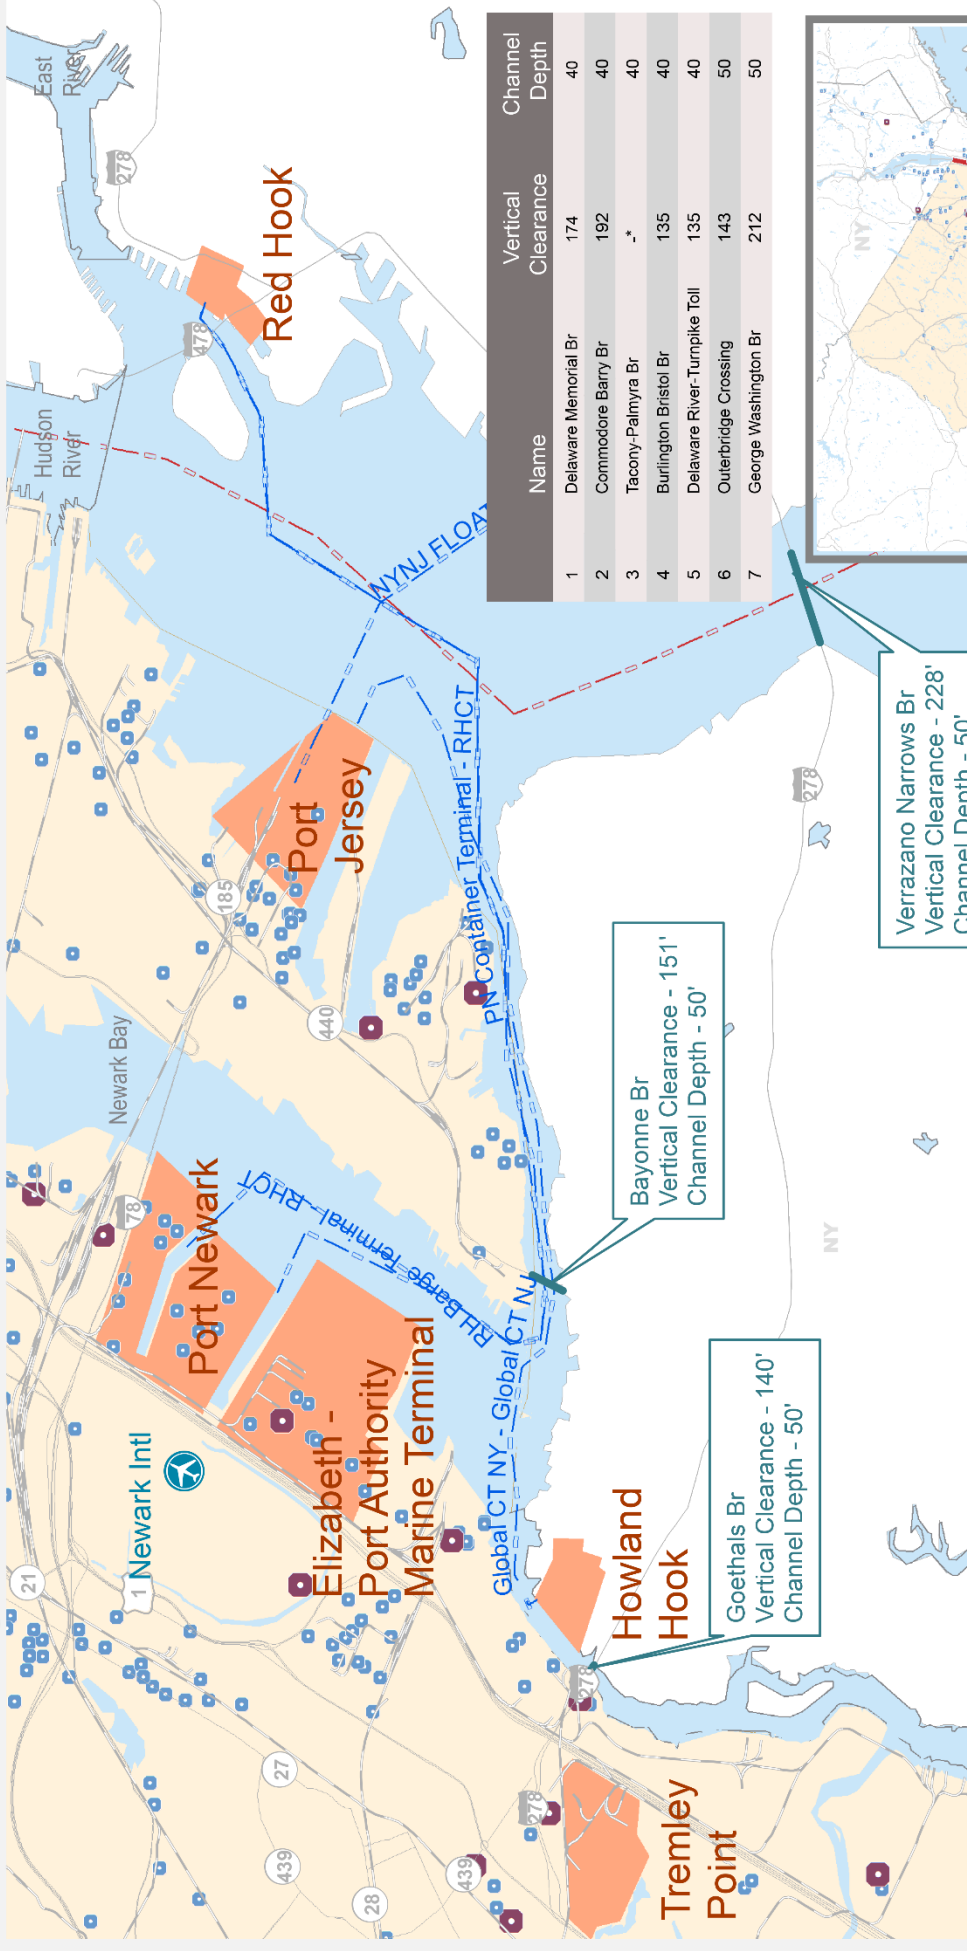 East
River
278
Hudson
River
478
Red Hook
NYNJ FLOAT
Port
Jersey
185
440
PN Container Terminal - RHCT
Newark Bay
78
Port Newark
RH Barge Terminal - RHCT
Elizabeth -
Port Authority
Marine Terminal
Newark Intl
1
21
27
439
28
439
278
Global CT NY - Global CT NJ
Howland
Hook
278
Tremley
Point
NY
278
Name Vertical Clearance Channel Depth
1 Delaware Memorial Br 174 40
2 Commodore Barry Br 192 40
3 Tacony-Palmyra Br -* 40
4 Burlington Bristol Br 135 40
5 Delaware River-Turnpike Toll 135 40
6 Outerbridge Crossing 143 50
7 George Washington Br 212 50
NY
Bayonne Br
Vertical Clearance - 151'
Channel Depth - 50'
Goethals Br
Vertical Clearance - 140'
Channel Depth - 50'
Verrazano Narrows Br
Vertical Clearance - 228'
Channel Depth - 50'